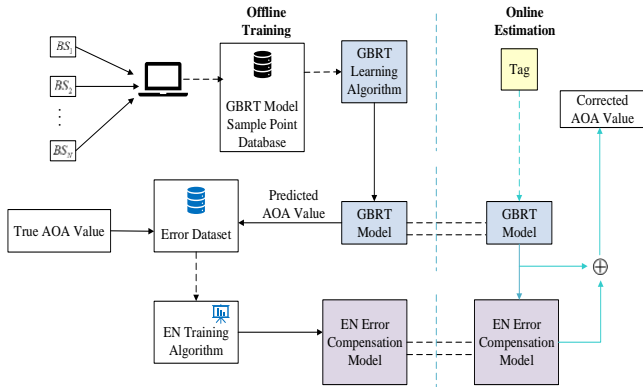 Offline
Training
Online
Estimation
BS₁
BS₂
⋮
BS_N
GBRT Model
Sample Point
Database
GBRT
Learning
Algorithm
Tag
Corrected
AOA Value
True AOA Value
Error Dataset
Predicted
AOA Value
GBRT
Model
GBRT
Model
EN Training
Algorithm
EN Error
Compensation
Model
EN Error
Compensation
Model